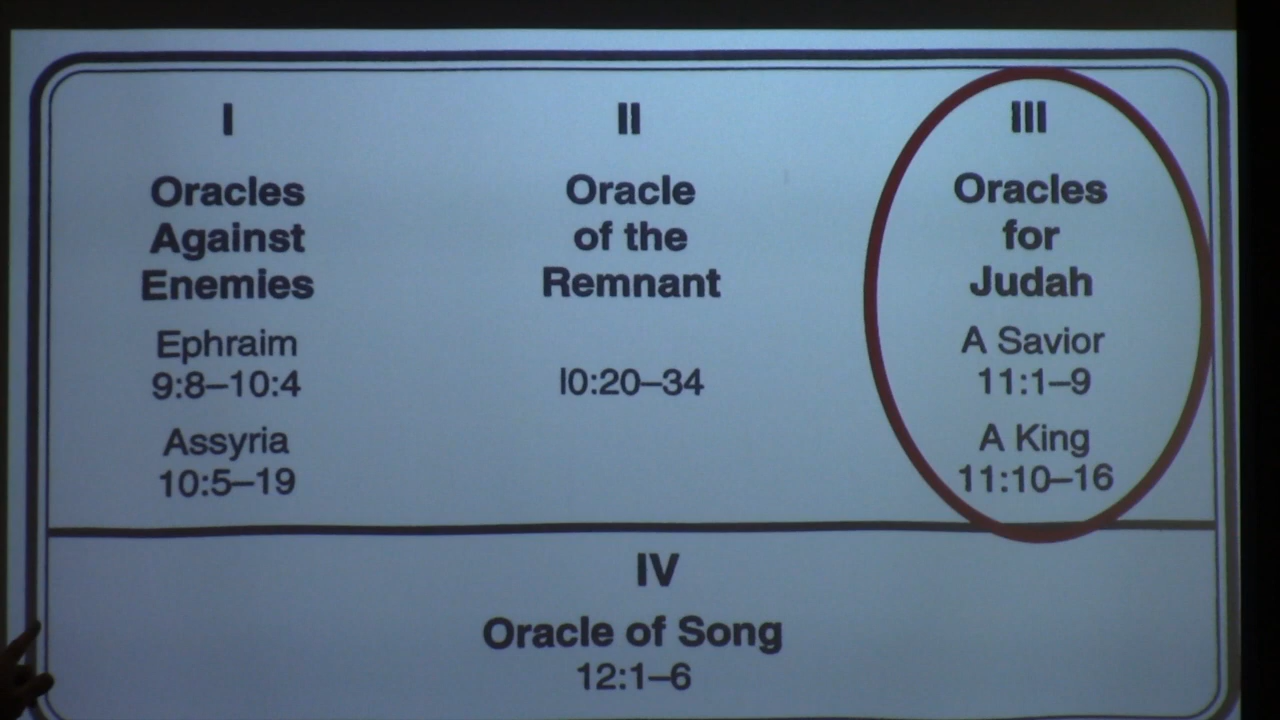 I
Oracles
Against
Enemies
Ephraim
9:8–10:4
Assyria
10:5–19
II
Oracle
of the
Remnant
l0:20–34
III
Oracles
for
Judah
A Savior
11:1–9
A King
11:10–16
IV
Oracle of Song
12:1–6